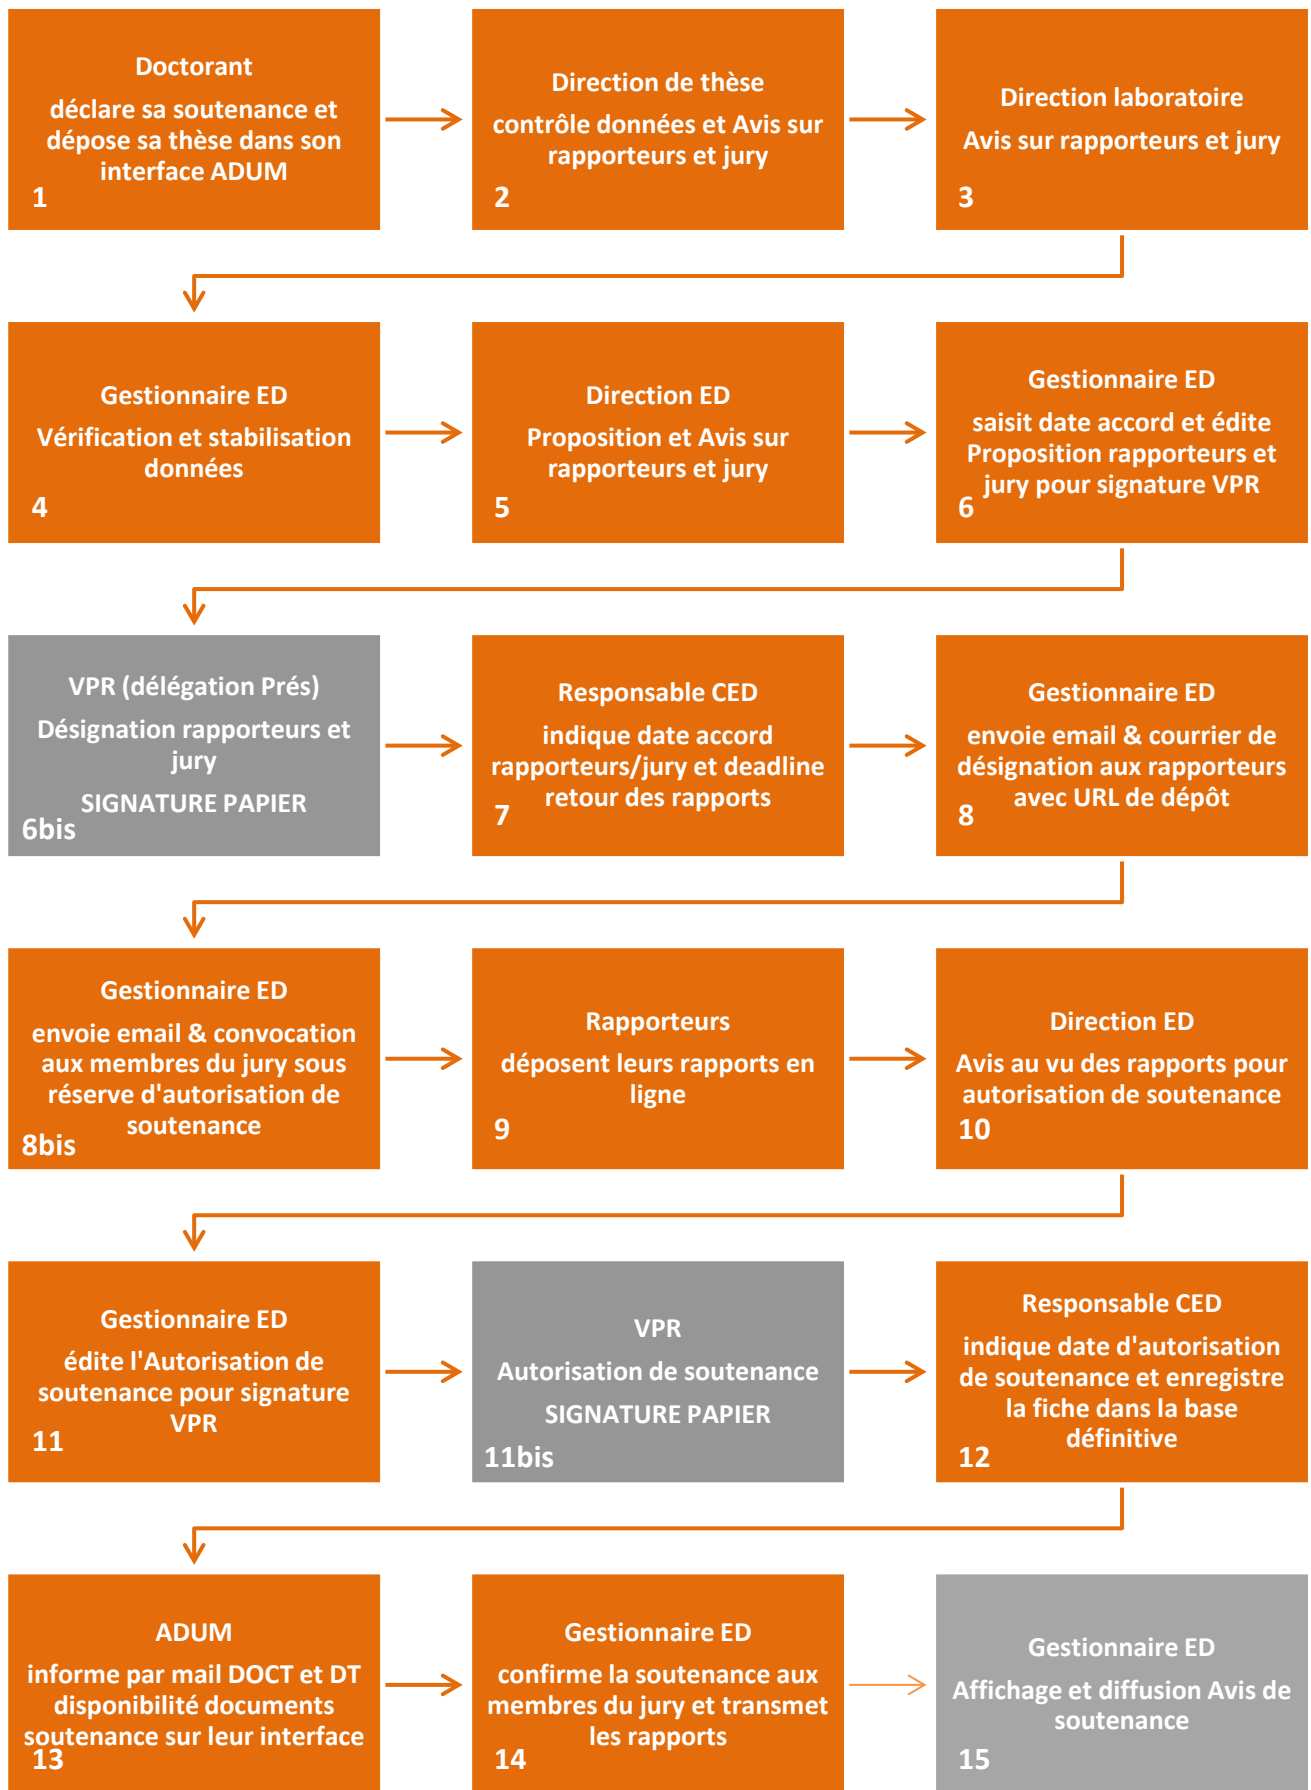 Doctorant
déclare sa soutenance et
dépose sa thèse dans son
interface ADUM
1
Direction de thèse
contrôle données et Avis sur
rapporteurs et jury
2
Direction laboratoire
Avis sur rapporteurs et jury
3
Gestionnaire ED
Vérification et stabilisation
données
4
Direction ED
Proposition et Avis sur
rapporteurs et jury
5
Gestionnaire ED
saisit date accord et édite
Proposition rapporteurs et
jury pour signature VPR
6
VPR (délégation Prés)
Désignation rapporteurs et
jury
SIGNATURE PAPIER
6bis
Responsable CED
indique date accord
rapporteurs/jury et deadline
retour des rapports
7
Gestionnaire ED
envoie email & courrier de
désignation aux rapporteurs
avec URL de dépôt
8
Gestionnaire ED
envoie email & convocation
aux membres du jury sous
réserve d'autorisation de
soutenance
8bis
Rapporteurs
déposent leurs rapports en
ligne
9
Direction ED
Avis au vu des rapports pour
autorisation de soutenance
10
Gestionnaire ED
édite l'Autorisation de
soutenance pour signature
VPR
11
VPR
Autorisation de soutenance
SIGNATURE PAPIER
11bis
Responsable CED
indique date d'autorisation
de soutenance et enregistre
la fiche dans la base
définitive
12
ADUM
informe par mail DOCT et DT
disponibilité documents
soutenance sur leur interface
13
Gestionnaire ED
confirme la soutenance aux
membres du jury et transmet
les rapports
14
Gestionnaire ED
Affichage et diffusion Avis de
soutenance
15